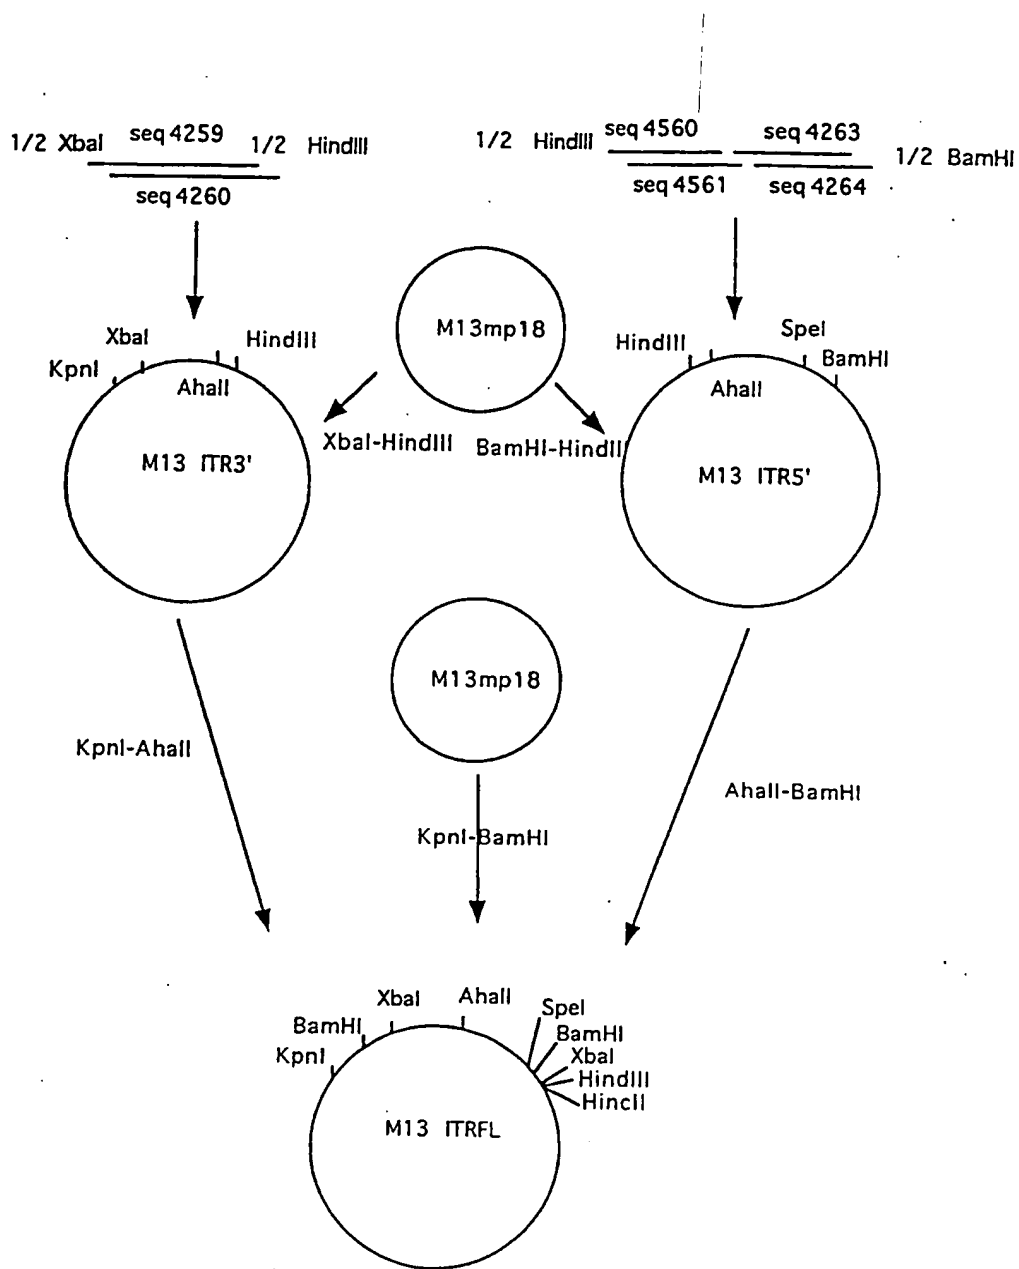 1/2 XbaI seq 4259 1/2 HindIII
seq 4260
1/2 HindIII seq 4560 seq 4263 1/2 BamHI
seq 4561 seq 4264
M13mp18
KpnI XbaI AhaII HindIII
M13 ITR3'
XbaI-HindIII
BamHI-HindII
HindIII AhaII SpeI BamHI
M13 ITR5'
M13mp18
KpnI-AhaII
KpnI-BamHI
AhaII-BamHI
KpnI BamHI XbaI AhaII SpeI
BamHI
XbaI
HindIII
HincII
M13 ITRFL